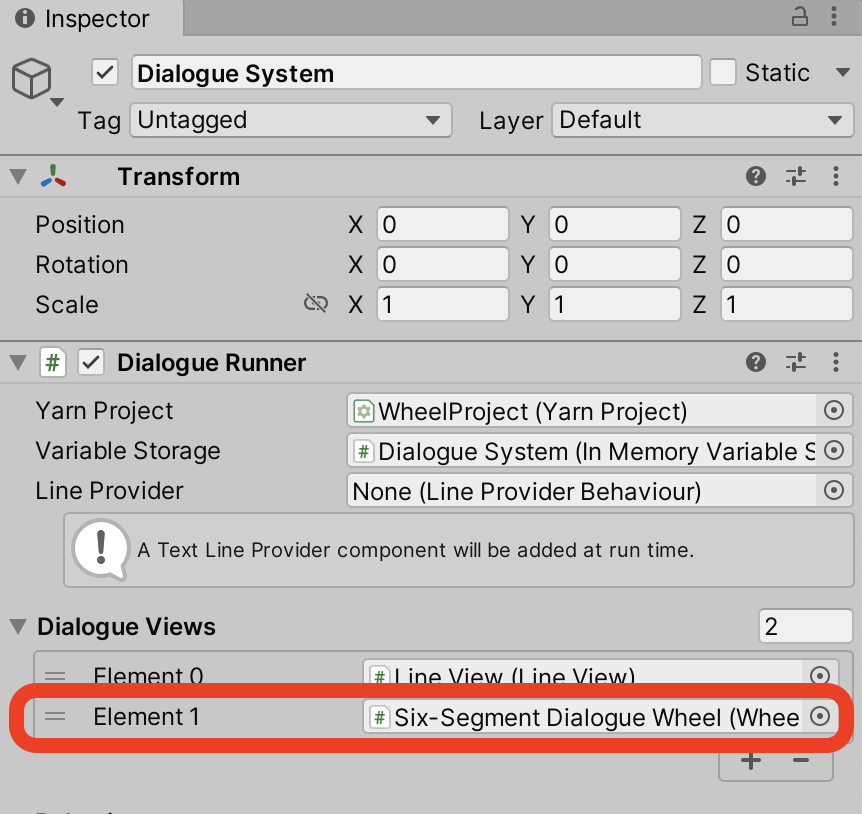 Inspector
Dialogue System Static
Tag Untagged Layer Default
Transform
Position X 0 Y 0 Z 0
Rotation X 0 Y 0 Z 0
Scale X 1 Y 1 Z 1
# Dialogue Runner
Yarn Project WheelProject (Yarn Project)
Variable Storage # Dialogue System (In Memory Variable S
Line Provider None (Line Provider Behaviour)
! A Text Line Provider component will be added at run time.
Dialogue Views 2
Element 0 # Line View (Line View)
Element 1 # Six-Segment Dialogue Wheel (Whee
+ −